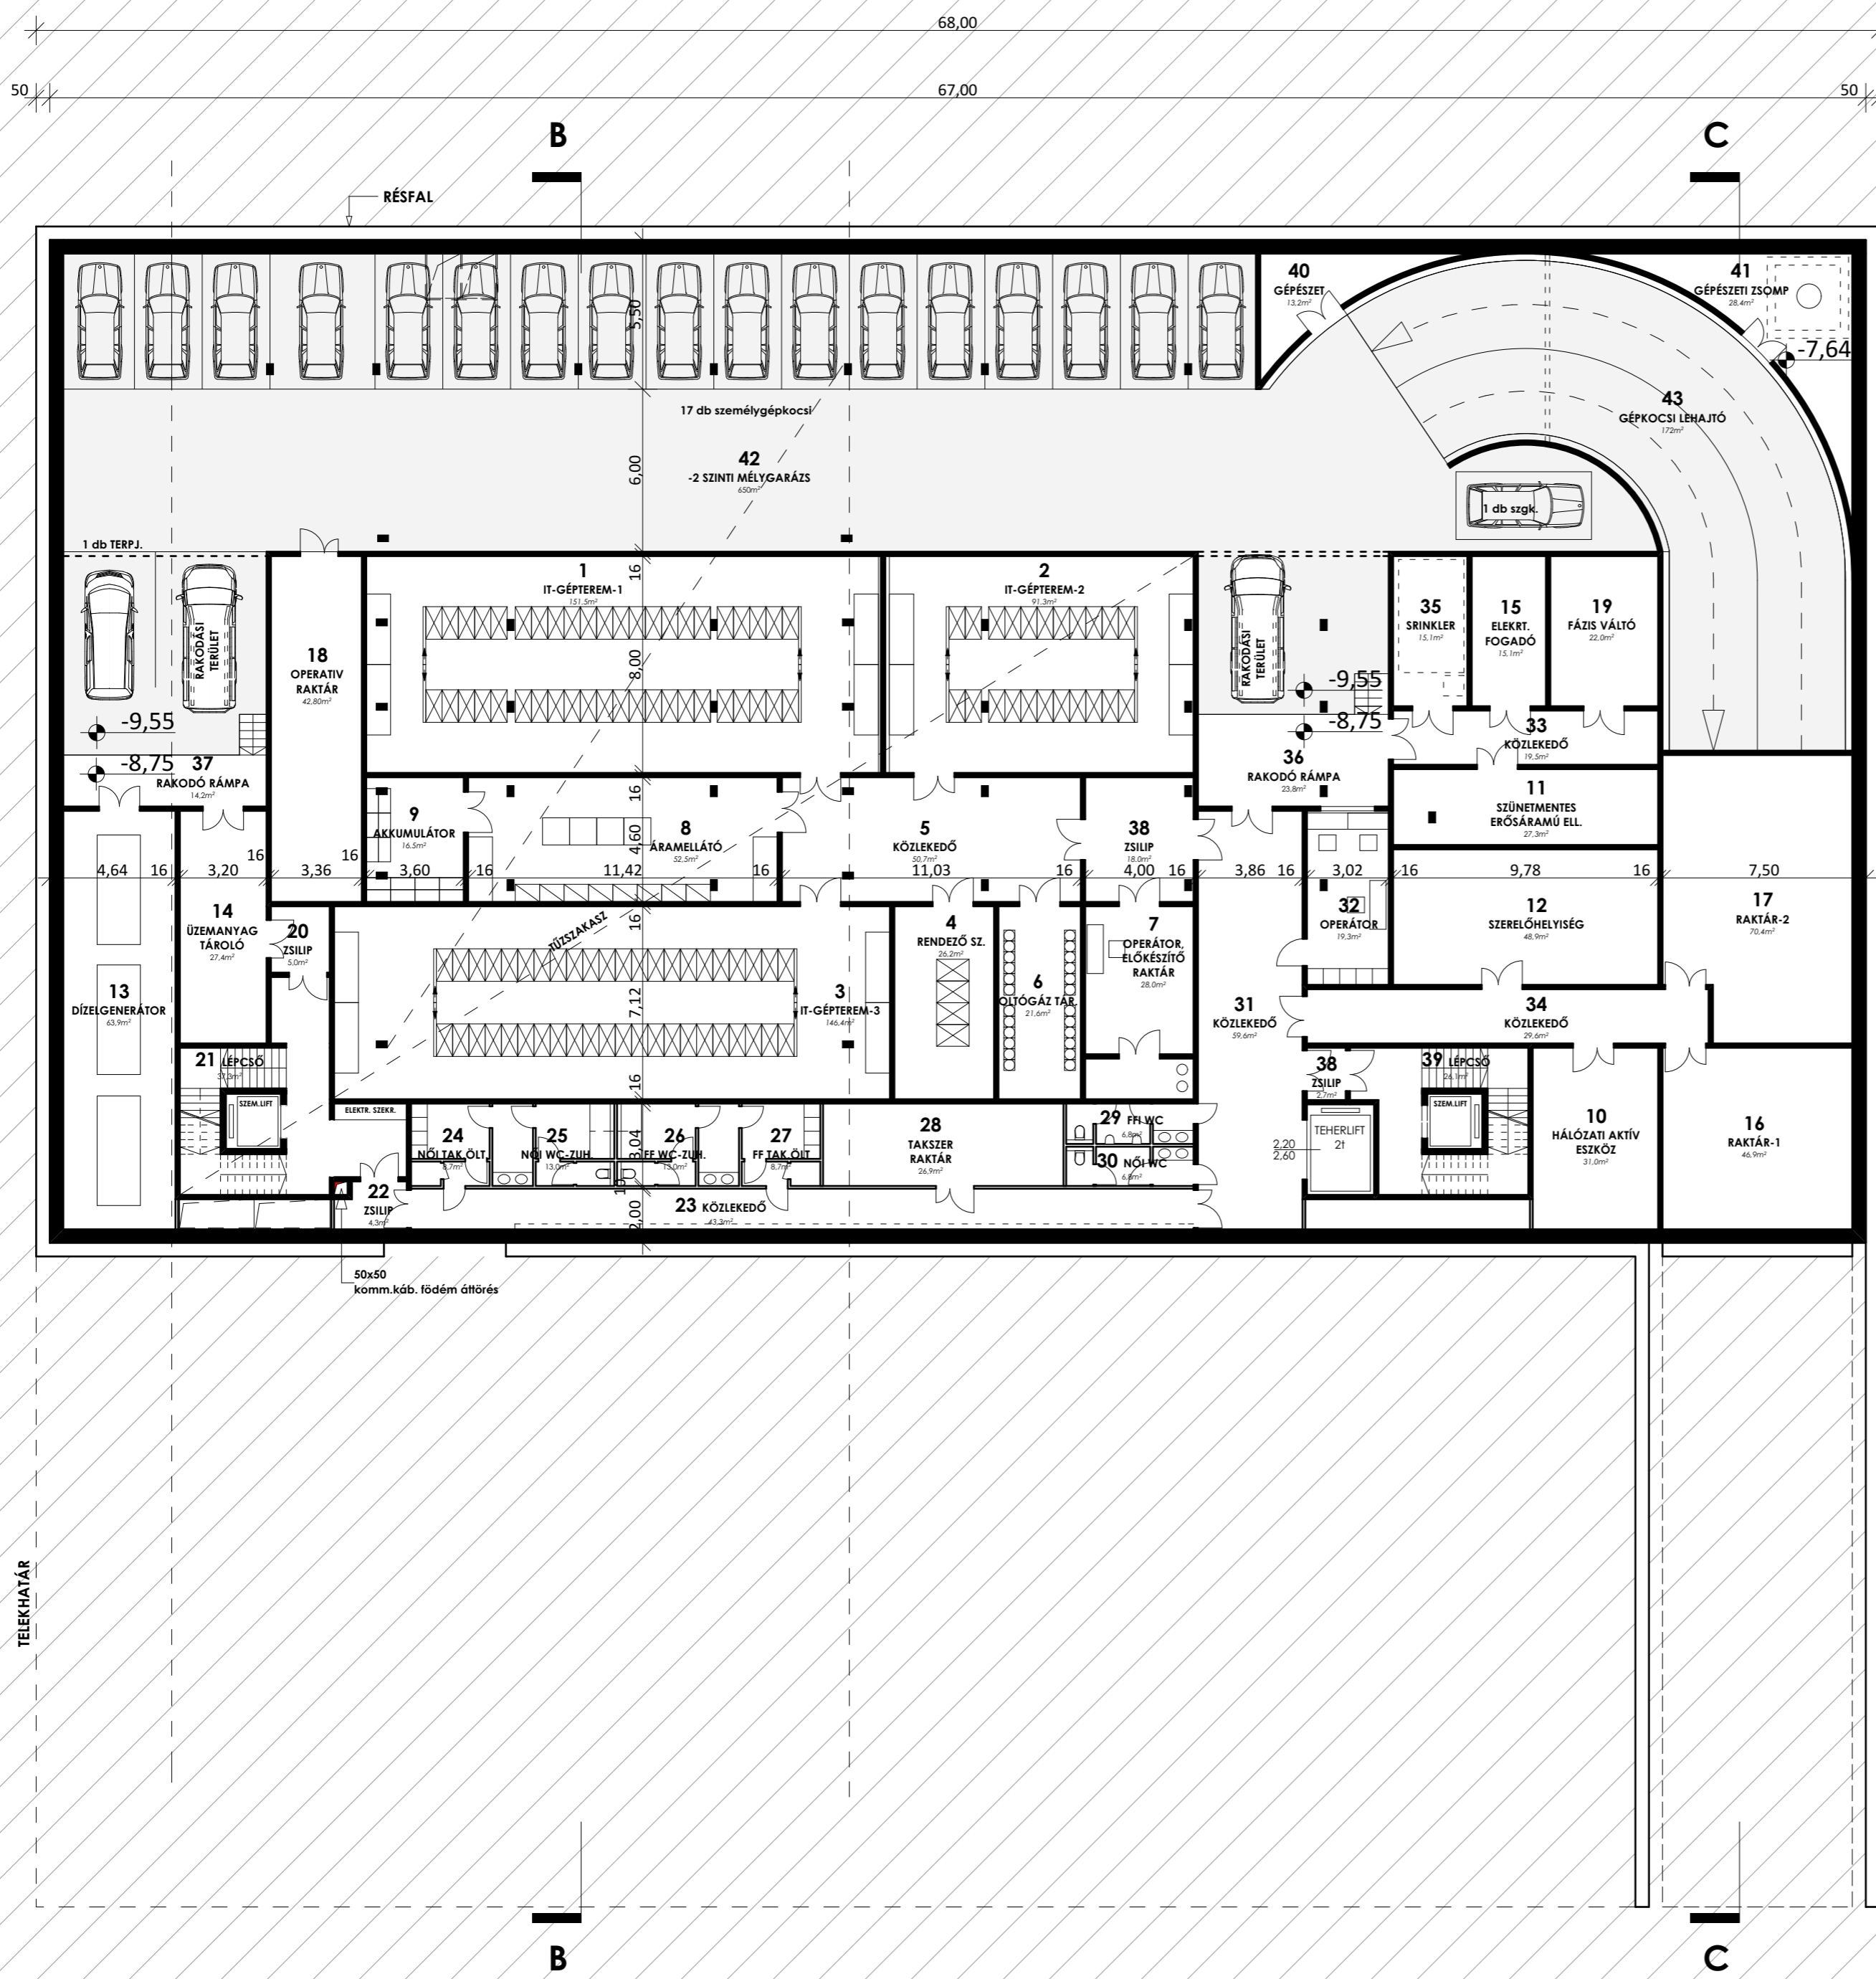 68,00
50
67,00
50
B
C
RÉSFAL
40
GÉPÉSZET
13,2m²
41
GÉPÉSZETI ZSOMP
28,4m²
-7,64
5,50
43
GÉPKOCSI LEHAJTÓ
172m²
17 db személygépkocsi
42
-2 SZINTI MÉLYGARÁZS
650m²
6,00
1 db szgk.
1 db TERPJ.
RAKODÁSI
TERÜLET
-9,55
-8,75
37
RAKODÓ RÁMPA
14,2m²
18
OPERATIV
RAKTÁR
42,80m²
1
IT-GÉPTEREM-1
151,5m²
16
8,00
2
IT-GÉPTEREM-2
91,3m²
RAKODÁSI
TERÜLET
-9,55
-8,75
36
RAKODÓ RÁMPA
23,8m²
35
SRINKLER
15,1m²
15
ELEKRT.
FOGADÓ
15,1m²
19
FÁZIS VÁLTÓ
22,0m²
33
KÖZLEKEDŐ
19,5m²
11
SZÜNETMENTES
ERŐSÁRAMÚ ELL.
27,3m²
9
AKKUMULÁTOR
16,5m²
16
4,60
8
ÁRAMELLÁTÓ
52,5m²
5
KÖZLEKEDŐ
50,7m²
38
ZSILIP
18,0m²
4,64
16
3,20
16
3,36
16
3,60
16
11,42
16
11,03
16
4,00
16
3,86
16
3,02
16
9,78
16
7,50
14
ÜZEMANYAG
TÁROLÓ
27,4m²
20
ZSILIP
5,0m²
TŰZSZAKASZ
16
4
RENDEZŐ SZ.
26,2m²
7
OPERÁTOR,
ELŐKÉSZÍTŐ
RAKTÁR
28,0m²
32
OPERÁTOR
19,3m²
12
SZERELŐHELYISÉG
48,9m²
17
RAKTÁR-2
70,4m²
13
DÍZELGENERÁTOR
63,9m²
7,12
3
IT-GÉPTEREM-3
146,4m²
6
OLTÓGÁZ TÁR.
21,6m²
31
KÖZLEKEDŐ
59,6m²
34
KÖZLEKEDŐ
29,6m²
21 LÉPCSŐ
SZEM.LIFT
16
ELEKTR. SZEKR.
38
ZSILIP
2,7m²
39 LÉPCSŐ
26,1m²
SZEM.LIFT
TEHERLIFT
2t
2,20
2,60
10
HÁLÓZATI AKTÍV
ESZKÖZ
31,0m²
16
RAKTÁR-1
46,9m²
24
NŐI TAK.ÖLT.
8,7m²
25
NŐI WC-ZUH.
13,0m²
3,04
26
FF WC-ZUH.
13,0m²
27
FF TAK.ÖLT
8,7m²
28
TAKSZER
RAKTÁR
26,9m²
29 FFI WC
6,8m²
30 NŐI WC
6,8m²
22
ZSILIP
4,3m²
2,00
23 KÖZLEKEDŐ
43,3m²
50x50
komm.káb. födém áttörés
TELEKHATÁR
B
C